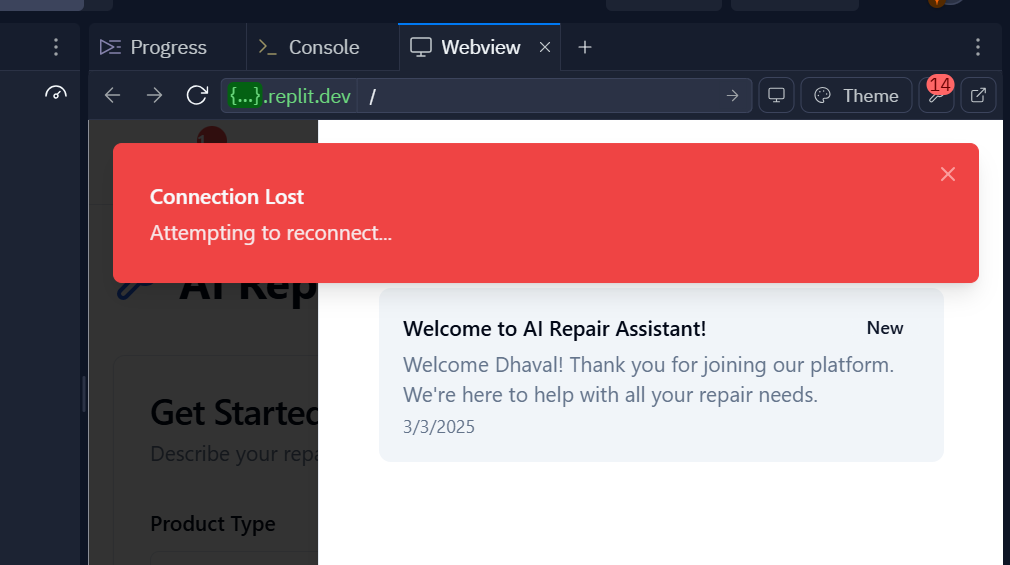 Progress
Console
Webview
{...}.replit.dev
/
Theme
14
1
Connection Lost
Attempting to reconnect...
AI Rep
Welcome to AI Repair Assistant!
New
Welcome Dhaval! Thank you for joining our platform.
We're here to help with all your repair needs.
3/3/2025
Get Started
Describe your repa
Product Type